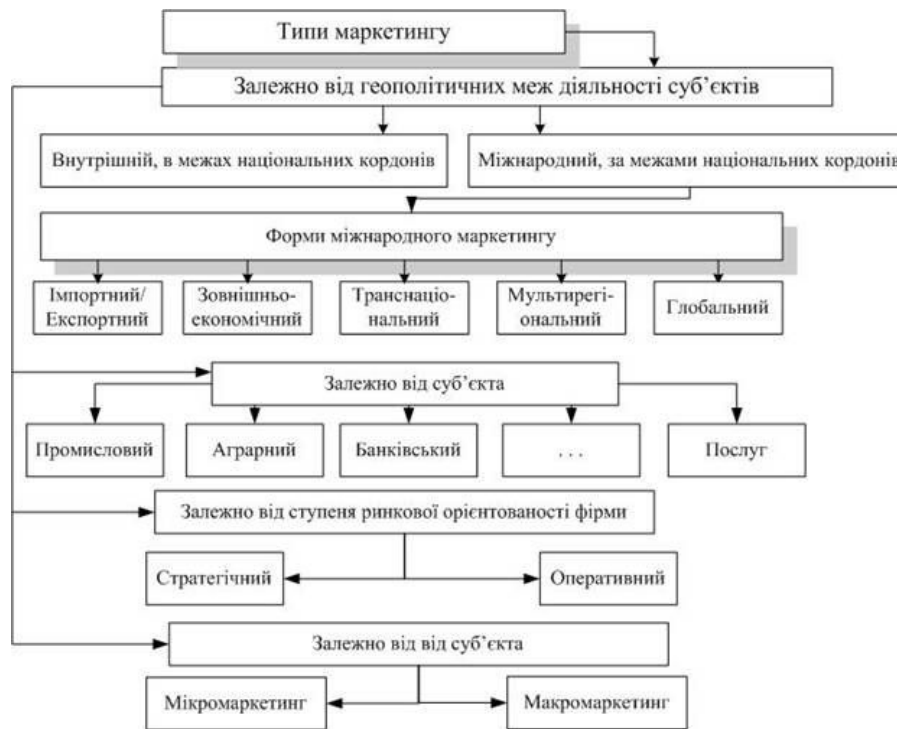 Типи маркетингу
Залежно від геополітичних меж діяльності суб’єктів
Внутрішній, в межах національних кордонів
Міжнародний, за межами національних кордонів
Форми міжнародного маркетингу
Імпортний/
Експортний
Зовнішньо-
економічний
Транснаціо-
нальний
Мультирегі-
ональний
Глобальний
Залежно від суб’єкта
Промисловий
Аграрний
Банківський
. . .
Послуг
Залежно від ступеня ринкової орієнтованості фірми
Стратегічний
Оперативний
Залежно від від суб’єкта
Мікромаркетинг
Макромаркетинг